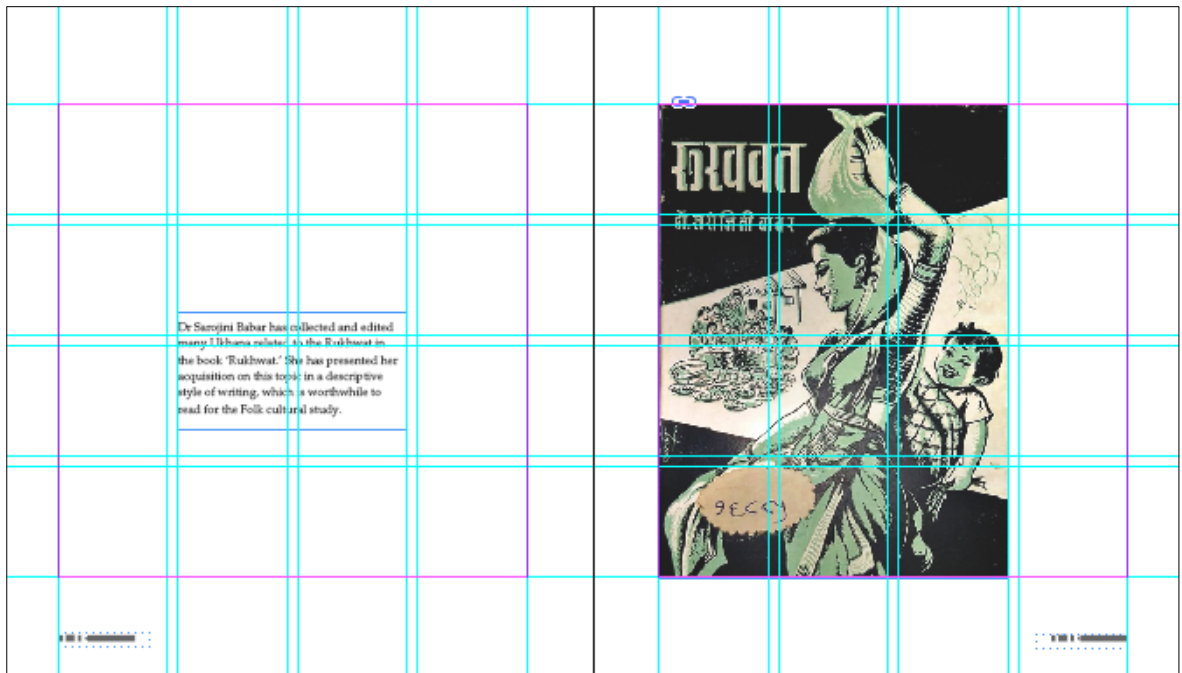 Dr Sarojini Babar has collected and edited
many Ukhana related to the Rukhwat in
the book ‘Rukhwat.’ She has presented her
acquisition on this topic in a descriptive
style of writing, which is worthwhile to
read for the Folk cultural study.
रुखवत
डॉ. सरोजिनी बाबर